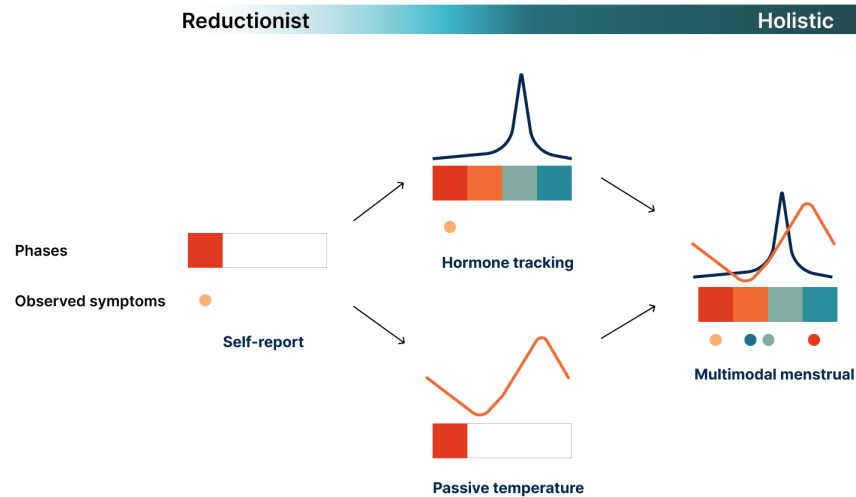 Reductionist
Holistic
Phases
Observed symptoms
Self-report
Hormone tracking
Passive temperature
Multimodal menstrual